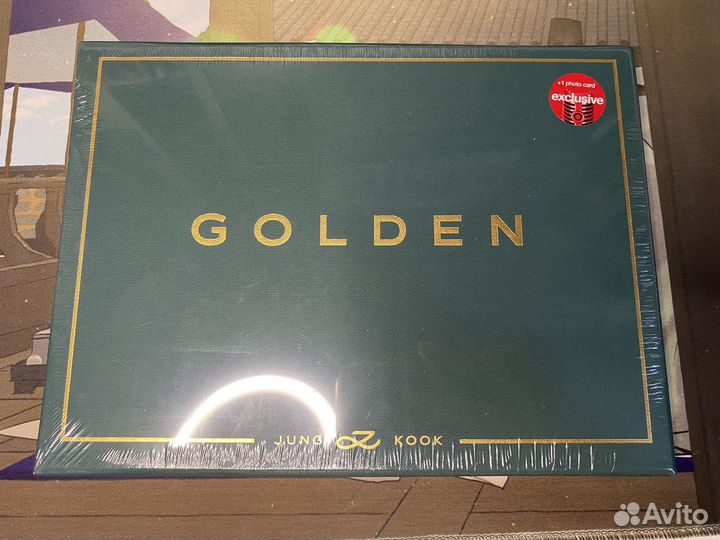 +1 photo card
exclusive
GOLDEN
JUNG KOOK
Avito